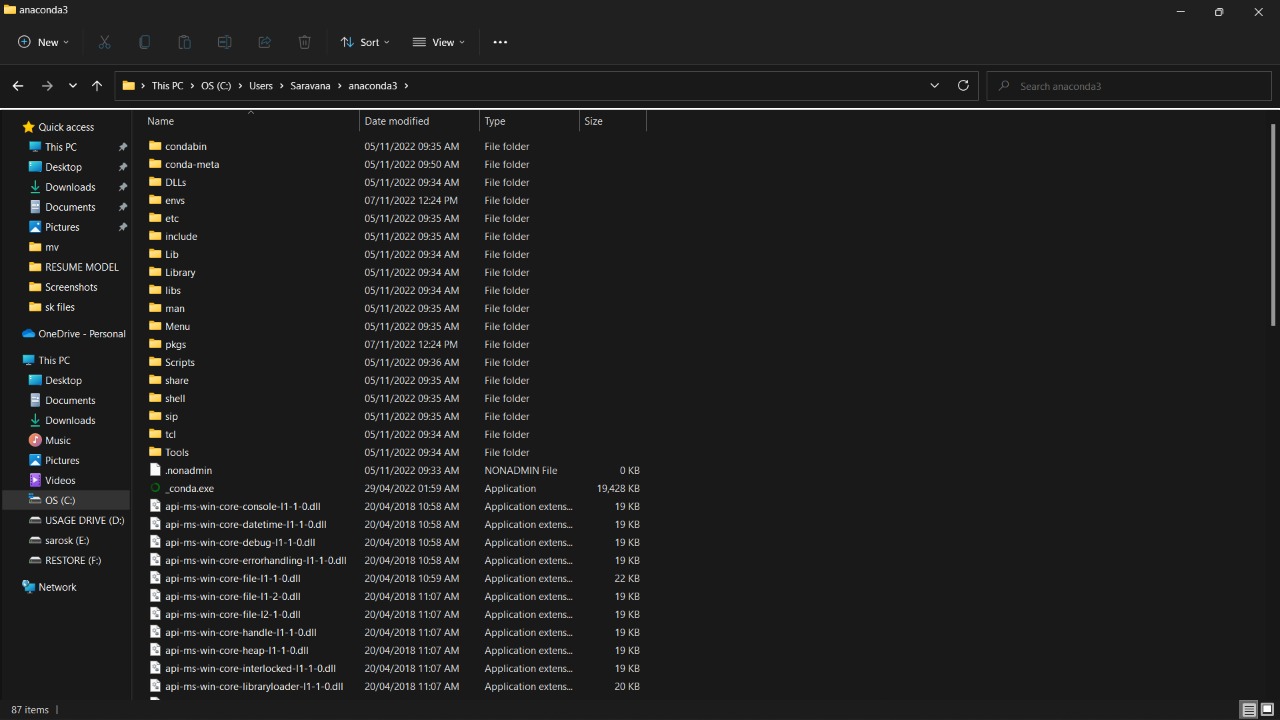 anaconda3
New Sort View
This PC OS (C:) Users Saravana anaconda3 Search anaconda3
Quick access
This PC
Desktop
Downloads
Documents
Pictures
mv
RESUME MODEL
Screenshots
sk files
OneDrive - Personal
This PC
Desktop
Documents
Downloads
Music
Pictures
Videos
OS (C:)
USAGE DRIVE (D:)
sarosk (E:)
RESTORE (F:)
Network
Name Date modified Type Size
condabin 05/11/2022 09:35 AM File folder
conda-meta 05/11/2022 09:50 AM File folder
DLLs 05/11/2022 09:34 AM File folder
envs 07/11/2022 12:24 PM File folder
etc 05/11/2022 09:35 AM File folder
include 05/11/2022 09:35 AM File folder
Lib 05/11/2022 09:34 AM File folder
Library 05/11/2022 09:34 AM File folder
libs 05/11/2022 09:34 AM File folder
man 05/11/2022 09:35 AM File folder
Menu 05/11/2022 09:35 AM File folder
pkgs 07/11/2022 12:24 PM File folder
Scripts 05/11/2022 09:36 AM File folder
share 05/11/2022 09:35 AM File folder
shell 05/11/2022 09:35 AM File folder
sip 05/11/2022 09:35 AM File folder
tcl 05/11/2022 09:34 AM File folder
Tools 05/11/2022 09:34 AM File folder
.nonadmin 05/11/2022 09:33 AM NONADMIN File 0 KB
_conda.exe 29/04/2022 01:59 AM Application 19,428 KB
api-ms-win-core-console-l1-1-0.dll 20/04/2018 10:58 AM Application extens... 19 KB
api-ms-win-core-datetime-l1-1-0.dll 20/04/2018 10:58 AM Application extens... 19 KB
api-ms-win-core-debug-l1-1-0.dll 20/04/2018 10:58 AM Application extens... 19 KB
api-ms-win-core-errorhandling-l1-1-0.dll 20/04/2018 10:58 AM Application extens... 19 KB
api-ms-win-core-file-l1-1-0.dll 20/04/2018 10:59 AM Application extens... 22 KB
api-ms-win-core-file-l1-2-0.dll 20/04/2018 11:07 AM Application extens... 19 KB
api-ms-win-core-file-l2-1-0.dll 20/04/2018 11:07 AM Application extens... 19 KB
api-ms-win-core-handle-l1-1-0.dll 20/04/2018 11:07 AM Application extens... 19 KB
api-ms-win-core-heap-l1-1-0.dll 20/04/2018 11:07 AM Application extens... 19 KB
api-ms-win-core-interlocked-l1-1-0.dll 20/04/2018 11:07 AM Application extens... 19 KB
api-ms-win-core-libraryloader-l1-1-0.dll 20/04/2018 11:07 AM Application extens... 20 KB
87 items